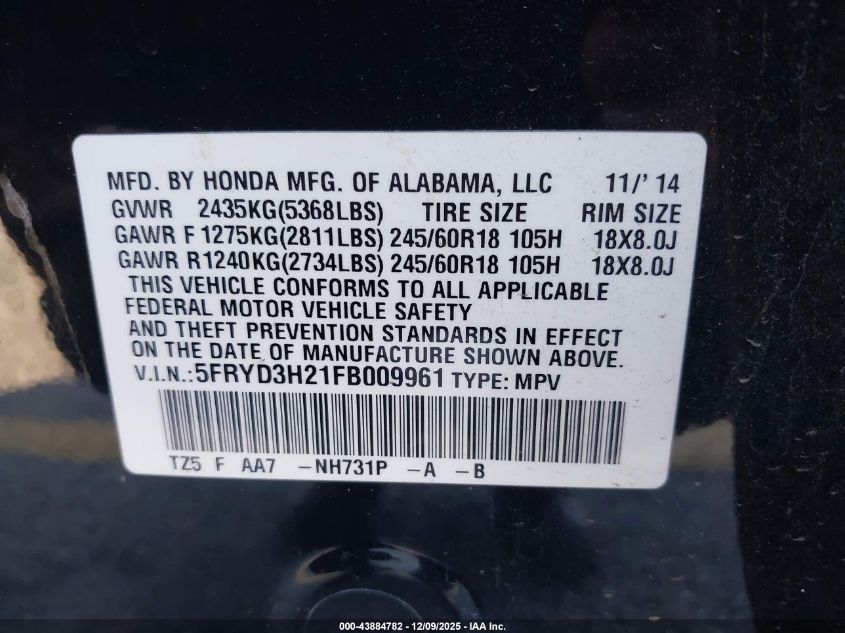 MFD. BY HONDA MFG. OF ALABAMA, LLC 11/' 14
GVWR 2435KG(5368LBS) TIRE SIZE RIM SIZE
GAWR F 1275KG(2811LBS) 245/60R18 105H 18X8.0J
GAWR R1240KG(2734LBS) 245/60R18 105H 18X8.0J
THIS VEHICLE CONFORMS TO ALL APPLICABLE
FEDERAL MOTOR VEHICLE SAFETY
AND THEFT PREVENTION STANDARDS IN EFFECT
ON THE DATE OF MANUFACTURE SHOWN ABOVE.
V.I.N.:5FRYD3H21FB009961 TYPE: MPV
TZ5 F AA7 -NH731P -A -B
000-43884782 - 12/09/2025 - IAA Inc.